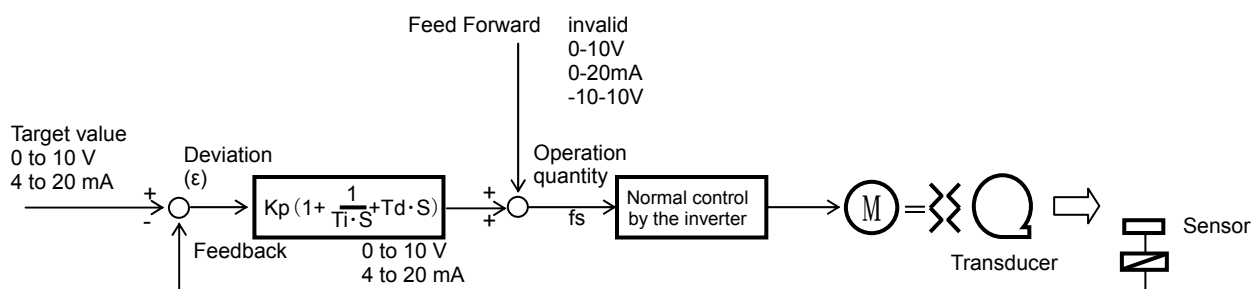 Feed Forward
invalid
0-10V
0-20mA
-10-10V
Target value
0 to 10 V
4 to 20 mA
Deviation
(ε)
Operation
quantity
+
-
Kp(1+ 1/Ti·S +Td·S)
+
+
fs
Normal control
by the inverter
M
=
Feedback
0 to 10 V
4 to 20 mA
Transducer
Sensor